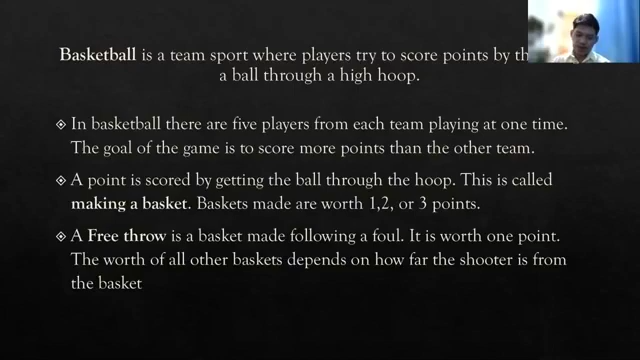 Basketball is a team sport where players try to score points by th
a ball through a high hoop.
In basketball there are five players from each team playing at one time.
The goal of the game is to score more points than the other team.
A point is scored by getting the ball through the hoop. This is called
making a basket. Baskets made are worth 1,2, or 3 points.
A Free throw is a basket made following a foul. It is worth one point.
The worth of all other baskets depends on how far the shooter is from
the basket